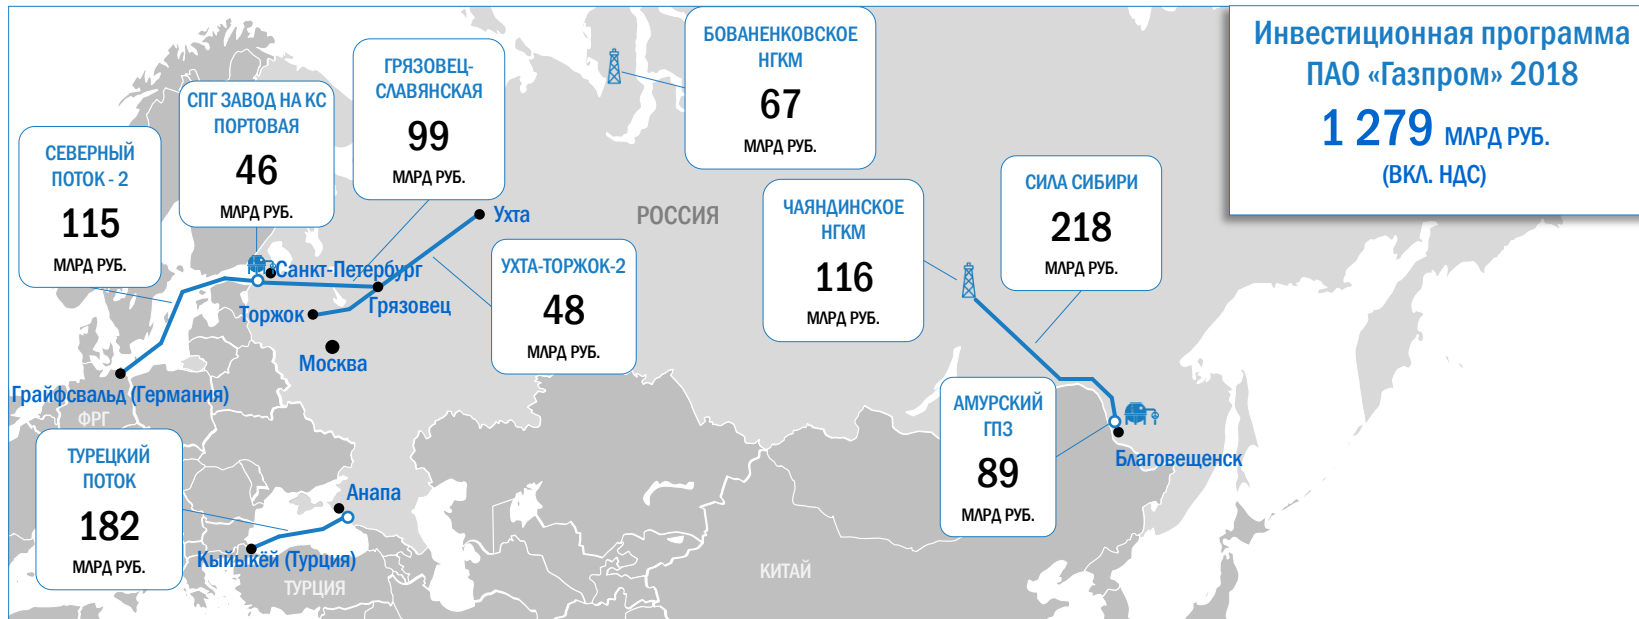 Инвестиционная программа
ПАО «Газпром» 2018
1 279 МЛРД РУБ.
(ВКЛ. НДС)
БОВАНЕНКОВСКОЕ
НГКМ
67
МЛРД РУБ.
ГРЯЗОВЕЦ-
СЛАВЯНСКАЯ
99
МЛРД РУБ.
СПГ ЗАВОД НА КС
ПОРТОВАЯ
46
МЛРД РУБ.
СЕВЕРНЫЙ
ПОТОК - 2
115
МЛРД РУБ.
СИЛА СИБИРИ
218
МЛРД РУБ.
ЧАЯНДИНСКОЕ
НГКМ
116
МЛРД РУБ.
РОССИЯ
Ухта
УХТА-ТОРЖОК-2
48
МЛРД РУБ.
Санкт-Петербург
Грязовец
Торжок
Москва
Грайфсвальд (Германия)
ФРГ
АМУРСКИЙ
ГПЗ
89
МЛРД РУБ.
Благовещенск
ТУРЕЦКИЙ
ПОТОК
182
МЛРД РУБ.
Анапа
Кыйыкёй (Турция)
ТУРЦИЯ
КИТАЙ